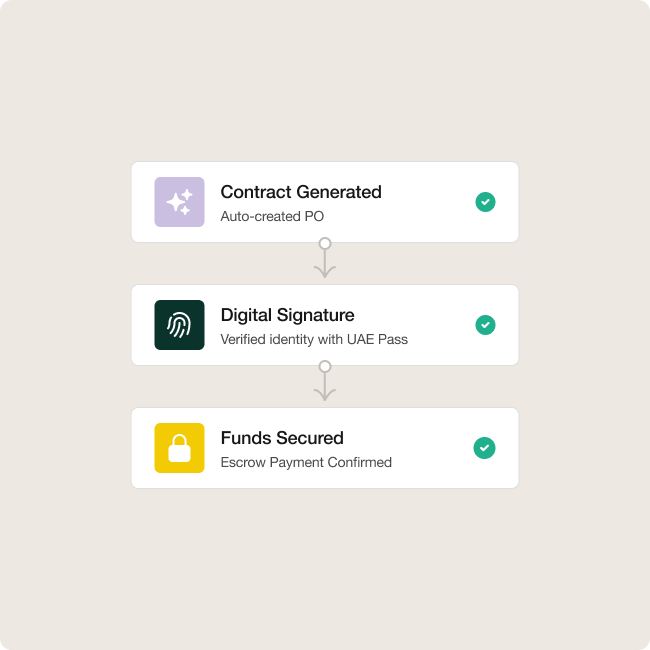 Contract Generated
Auto-created PO
Digital Signature
Verified identity with UAE Pass
Funds Secured
Escrow Payment Confirmed